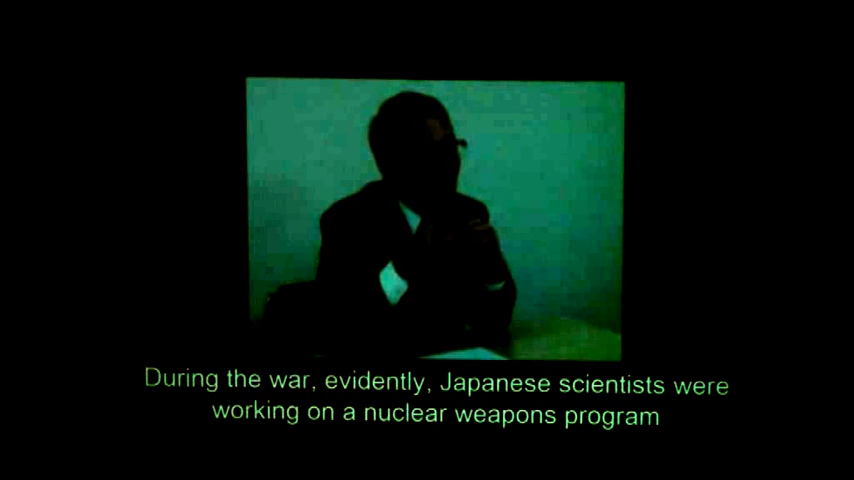 During the war, evidently, Japanese scientists were
working on a nuclear weapons program